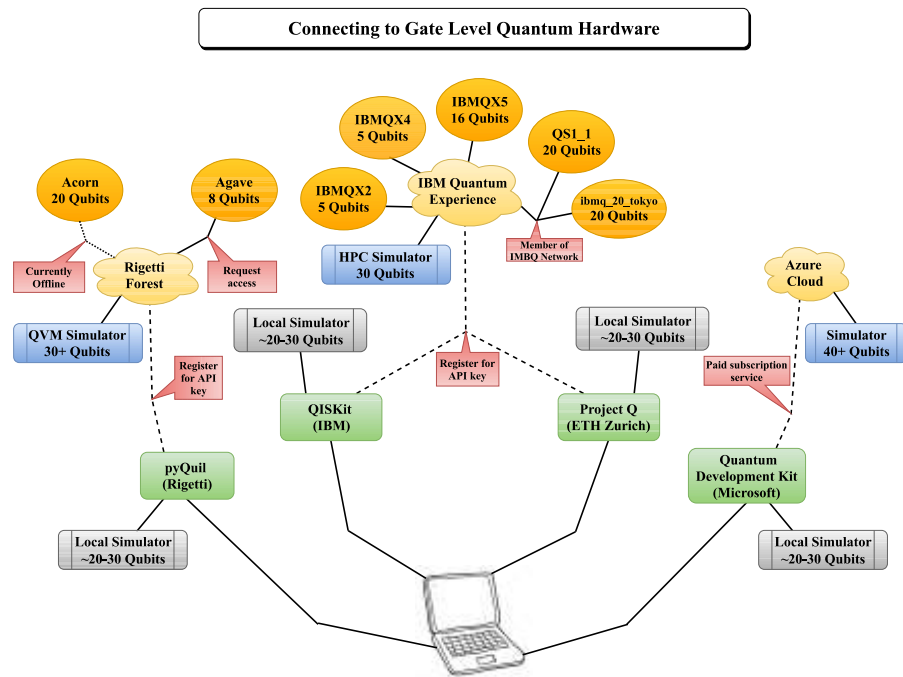 Connecting to Gate Level Quantum Hardware
IBMQX4
5 Qubits
IBMQX5
16 Qubits
QS1_1
20 Qubits
Acorn
20 Qubits
Agave
8 Qubits
IBMQX2
5 Qubits
IBM Quantum
Experience
ibmq_20_tokyo
20 Qubits
Currently
Offline
Rigetti
Forest
Request
access
HPC Simulator
30 Qubits
Member of
IMBQ Network
Azure
Cloud
QVM Simulator
30+ Qubits
Local Simulator
~20-30 Qubits
Local Simulator
~20-30 Qubits
Simulator
40+ Qubits
Register
for API
key
Register for
API key
Paid subscription
service
QISKit
(IBM)
Project Q
(ETH Zurich)
pyQuil
(Rigetti)
Quantum
Development Kit
(Microsoft)
Local Simulator
~20-30 Qubits
Local Simulator
~20-30 Qubits